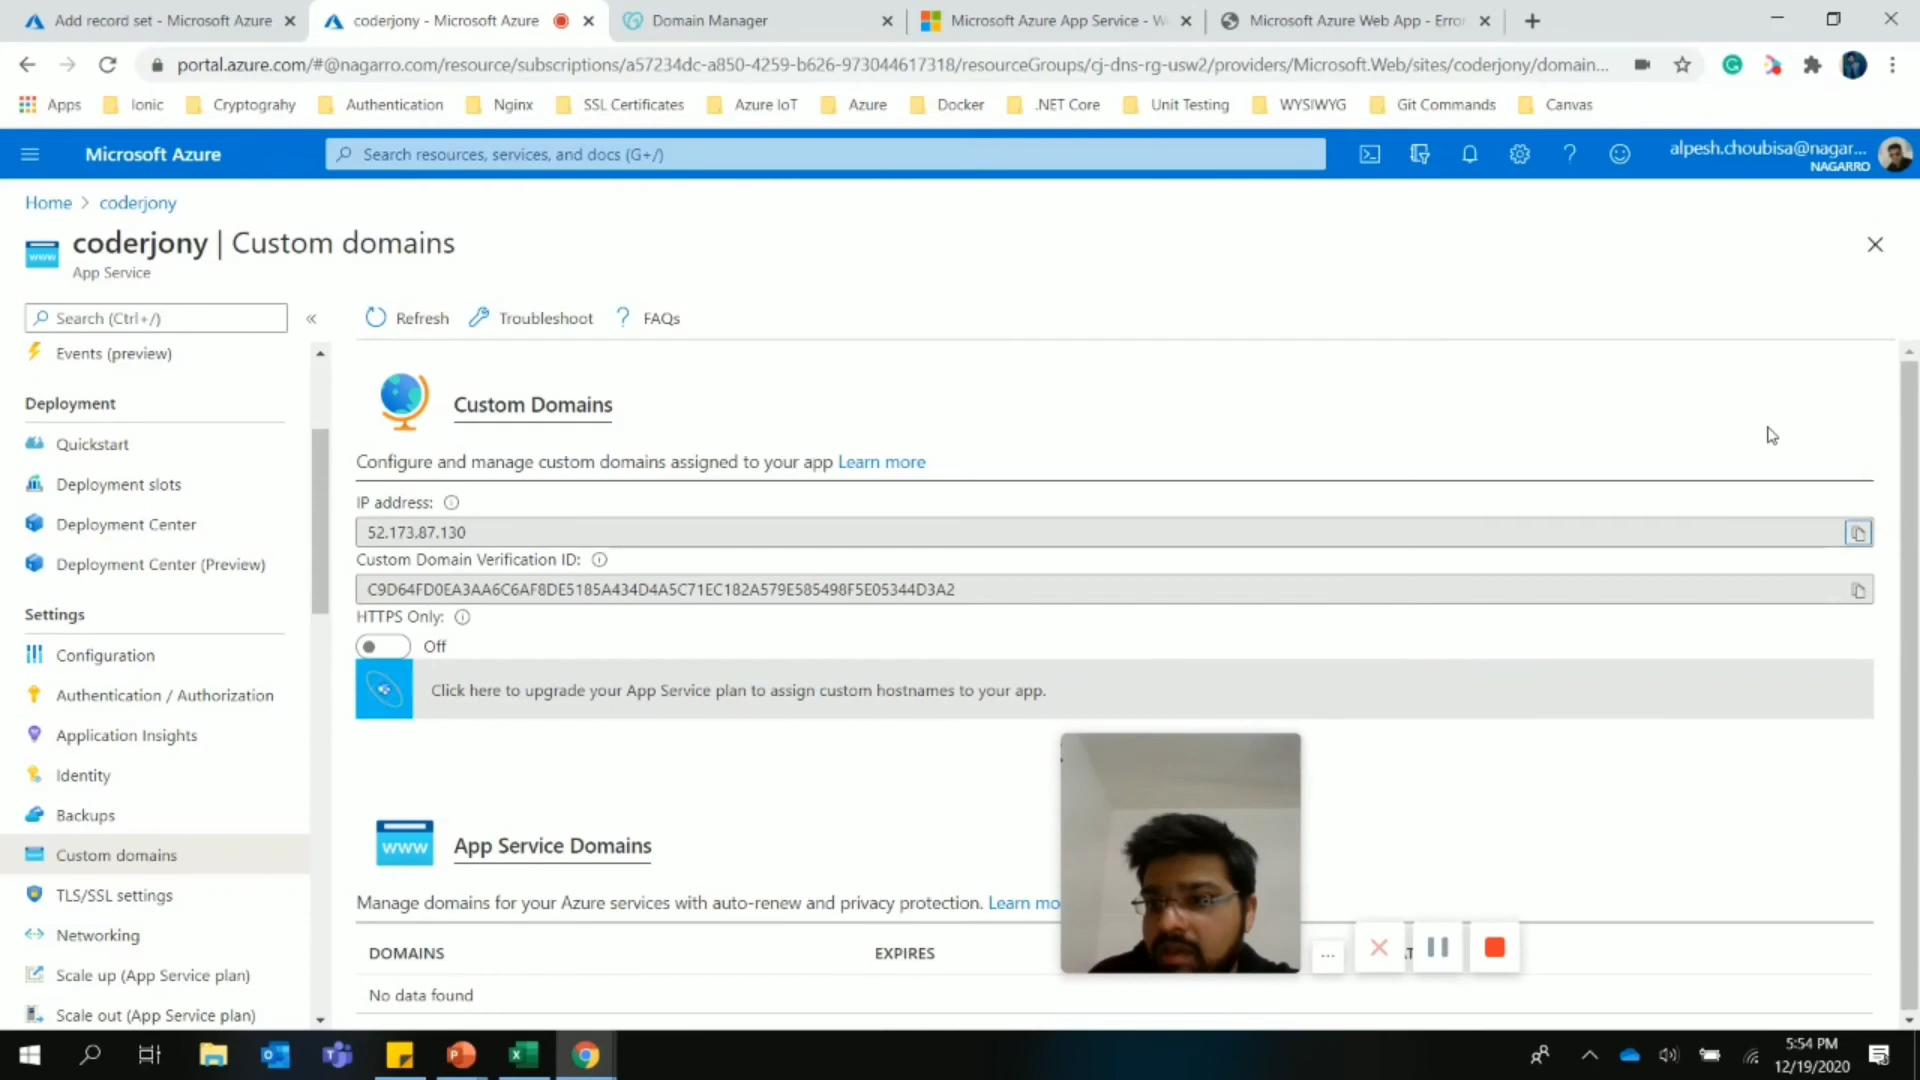 Add record set - Microsoft Azure
coderjony - Microsoft Azure
Domain Manager
Microsoft Azure App Service - W
Microsoft Azure Web App - Error
portal.azure.com/#@nagarro.com/resource/subscriptions/a57234dc-a850-4259-b626-973044617318/resourceGroups/cj-dns-rg-usw2/providers/Microsoft.Web/sites/coderjony/domain...
Apps
Ionic
Cryptograhy
Authentication
Nginx
SSL Certificates
Azure IoT
Azure
Docker
.NET Core
Unit Testing
WYSIWYG
Git Commands
Canvas
Microsoft Azure
Search resources, services, and docs (G+/)
alpesh.choubisa@nagar...
NAGARRO
Home > coderjony
coderjony | Custom domains
App Service
Search (Ctrl+/)
«
Refresh
Troubleshoot
? FAQs
Events (preview)
Deployment
Quickstart
Deployment slots
Deployment Center
Deployment Center (Preview)
Settings
Configuration
Authentication / Authorization
Application Insights
Identity
Backups
Custom domains
TLS/SSL settings
Networking
Scale up (App Service plan)
Scale out (App Service plan)
Custom Domains
Configure and manage custom domains assigned to your app Learn more
IP address:
52.173.87.130
Custom Domain Verification ID:
C9D64FD0EA3AA6C6AF8DE5185A434D4A5C71EC182A579E585498F5E05344D3A2
HTTPS Only:
Off
Click here to upgrade your App Service plan to assign custom hostnames to your app.
www
App Service Domains
Manage domains for your Azure services with auto-renew and privacy protection. Learn mo
DOMAINS
EXPIRES
No data found
5:54 PM
12/19/2020